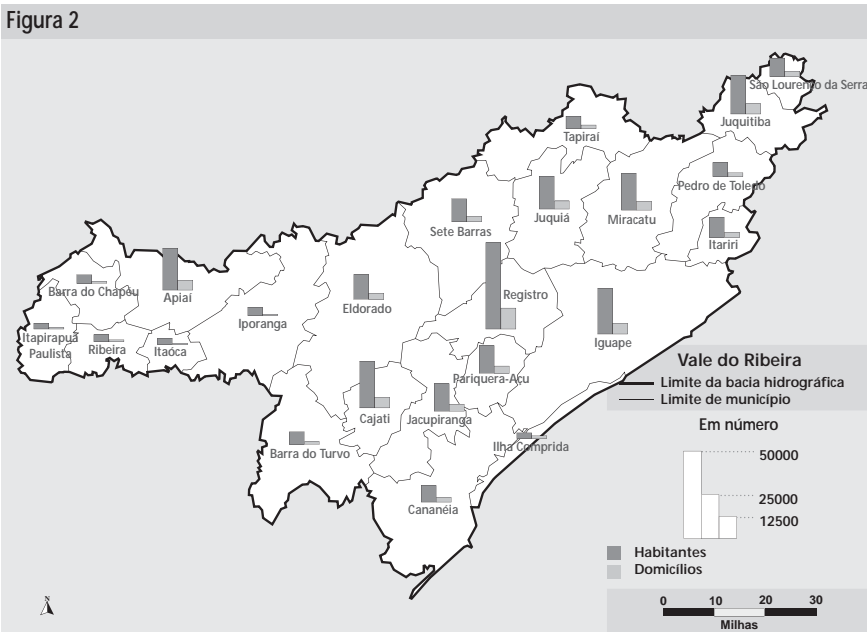 Figura 2
São Lourenço da Serra
Juquitiba
Tapiraí
Pedro de Toledo
Juquiá
Miracatu
Sete Barras
Itariri
Registro
Barra do Chapéu
Apiaí
Eldorado
Iporanga
Iguape
Itapirapuã
Paulista
Ribeira
Itaóca
Pariquera-Açu
Cajati
Jacupiranga
Ilha Comprida
Barra do Turvo
Cananéia
Vale do Ribeira
Limite da bacia hidrográfica
Limite de município
Em número
50000
25000
12500
Habitantes
Domicílios
N
0 10 20 30
Milhas